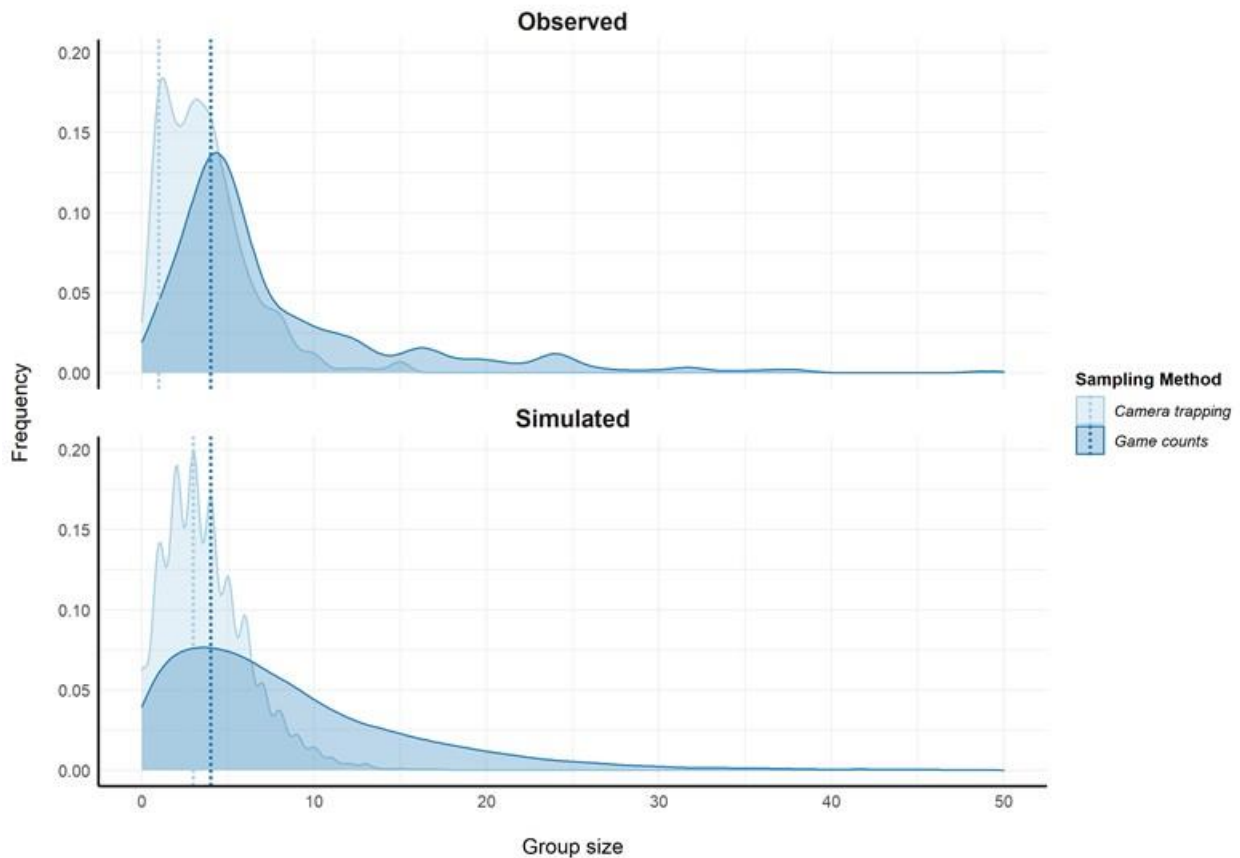 Observed
0.20
0.15
0.10
0.05
0.00
Simulated
0.20
0.15
0.10
0.05
0.00
0 10 20 30 40 50
Group size
Frequency
Sampling Method
Camera trapping
Game counts